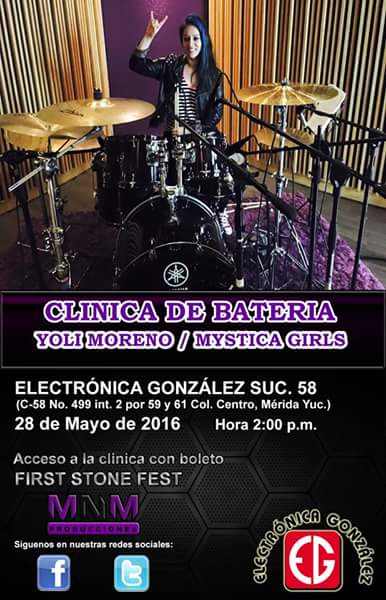 CLINICA DE BATERIA
YOLI MORENO / MYSTICA GIRLS
ELECTRÓNICA GONZÁLEZ SUC. 58
(C-58 No. 499 int. 2 por 59 y 61 Col. Centro, Mérida Yuc.)
28 de Mayo de 2016 Hora 2:00 p.m.
Acceso a la clinica con boleto
FIRST STONE FEST
MNM
PRODUCCIONES
Siguenos en nuestras redes sociales:
f
t
ELECTRÓNICA GONZÁLEZ
EG